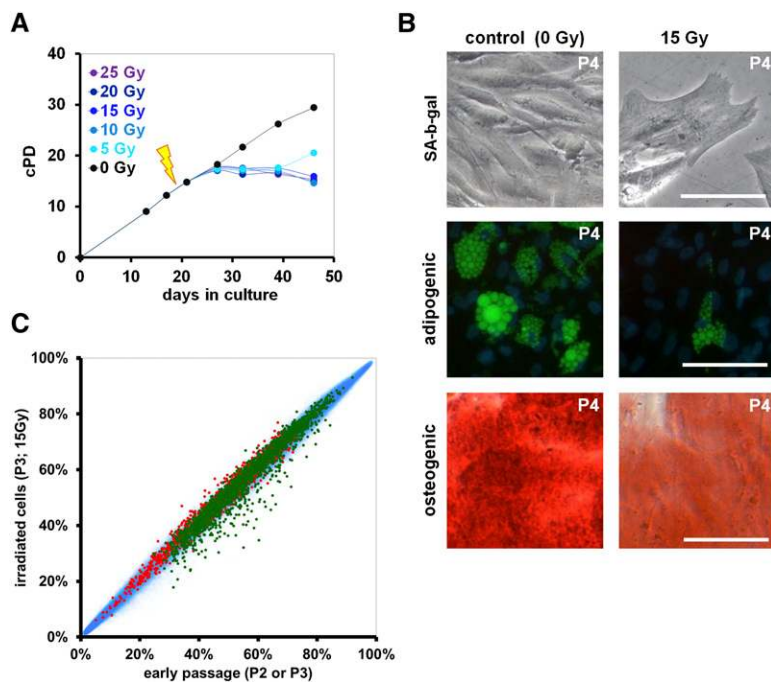 A
cPD
40
30
20
10
0
25 Gy
20 Gy
15 Gy
10 Gy
5 Gy
0 Gy
0 10 20 30 40 50
days in culture
B
control (0 Gy) 15 Gy
SA-b-gal
P4 P4
adipogenic
P4 P4
osteogenic
P4 P4
C
irradiated cells (P3; 15Gy)
100%
80%
60%
40%
20%
0%
0% 20% 40% 60% 80% 100%
early passage (P2 or P3)